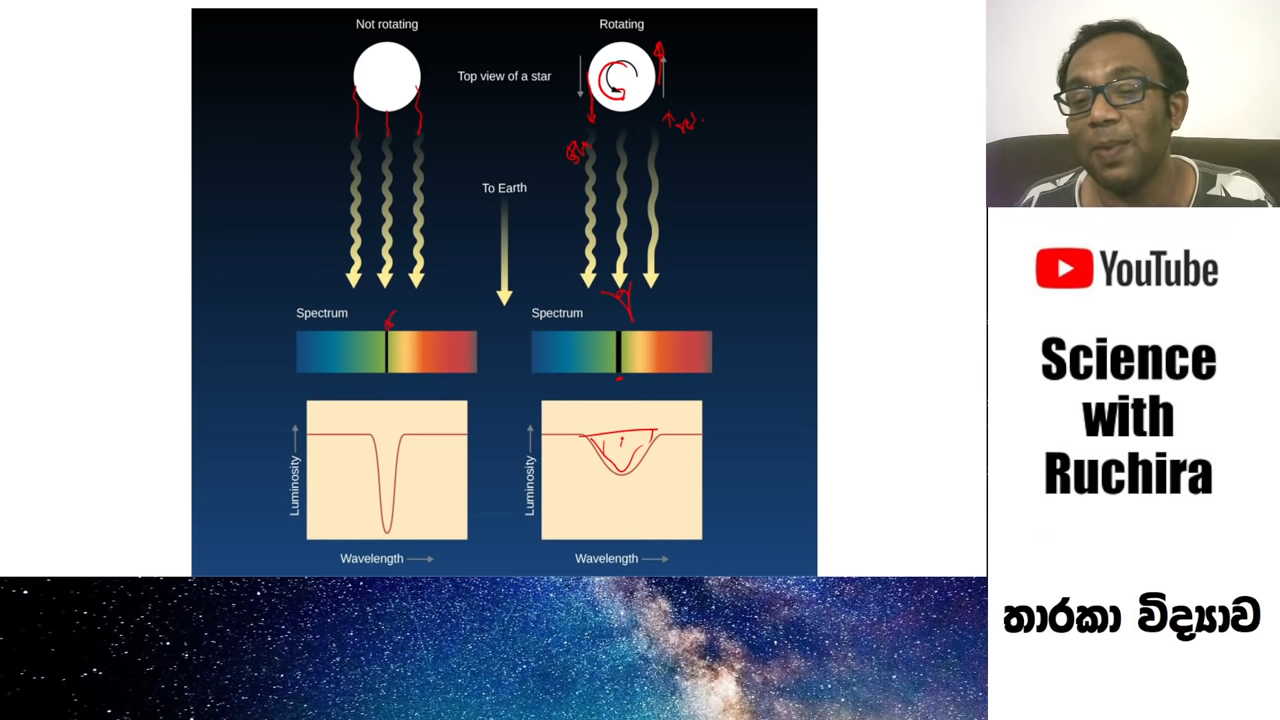 Not rotating
Rotating
Top view of a star
To Earth
Spectrum
Spectrum
Luminosity
Luminosity
Wavelength
Wavelength
YouTube
Science
with
Ruchira
තාරකා විද්‍යාව